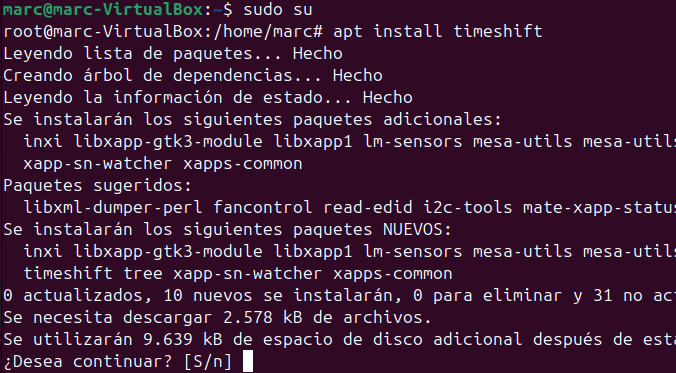 marc@marc-VirtualBox:~$ sudo su
root@marc-VirtualBox:/home/marc# apt install timeshift
Leyendo lista de paquetes... Hecho
Creando árbol de dependencias... Hecho
Leyendo la información de estado... Hecho
Se instalarán los siguientes paquetes adicionales:
  inxi libxapp-gtk3-module libxapp1 lm-sensors mesa-utils mesa-utils
  xapp-sn-watcher xapps-common
Paquetes sugeridos:
  libxml-dumper-perl fancontrol read-edid i2c-tools mate-xapp-status
Se instalarán los siguientes paquetes NUEVOS:
  inxi libxapp-gtk3-module libxapp1 lm-sensors mesa-utils mesa-utils
  timeshift tree xapp-sn-watcher xapps-common
0 actualizados, 10 nuevos se instalarán, 0 para eliminar y 31 no act
Se necesita descargar 2.578 kB de archivos.
Se utilizarán 9.639 kB de espacio de disco adicional después de esta
¿Desea continuar? [S/n]